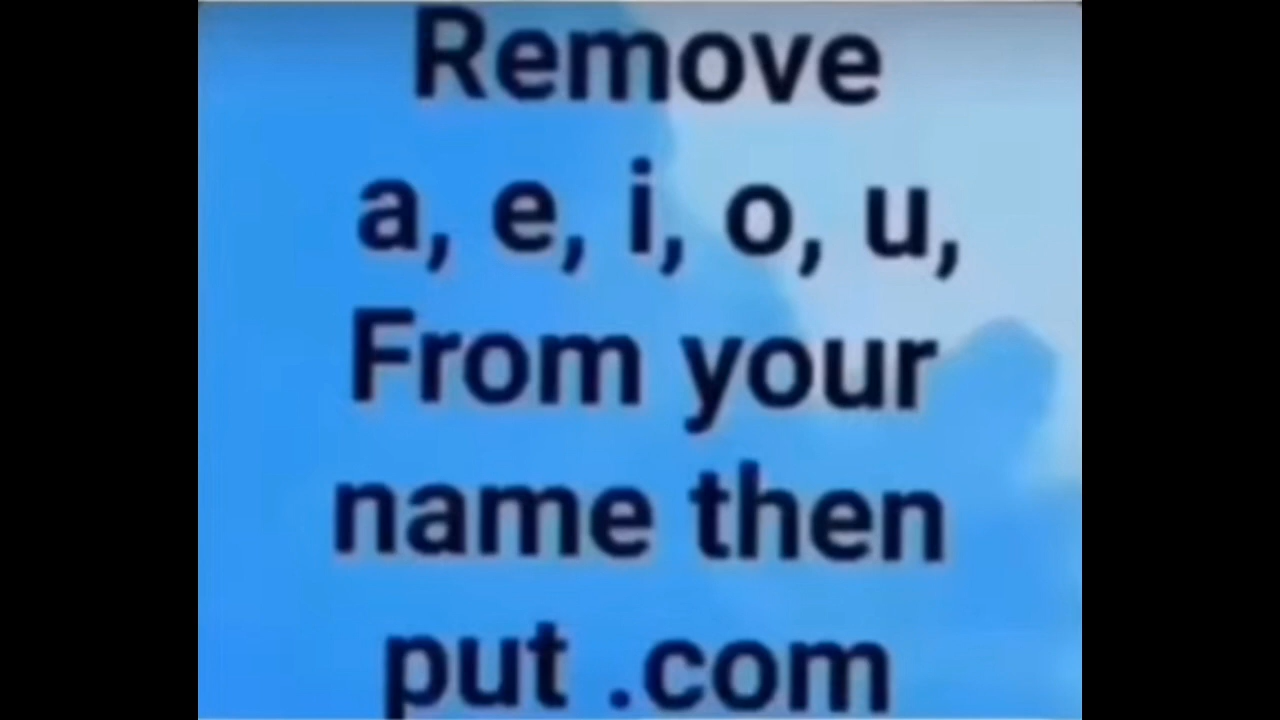 Remove
a, e, i, o, u,
From your
name then
put .com